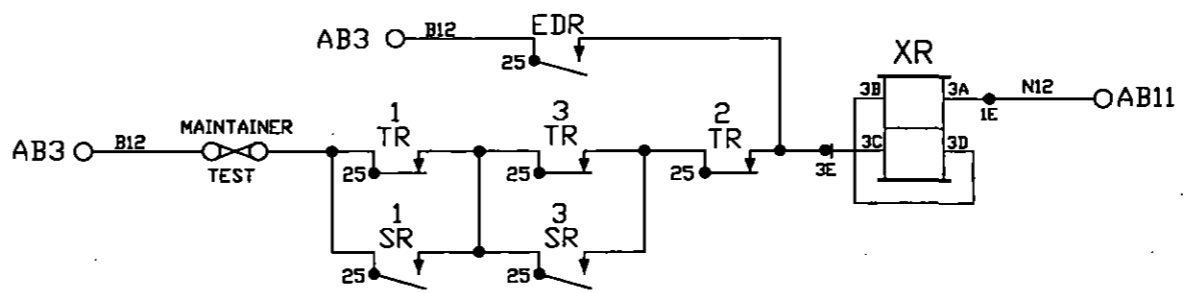 AB3 B12 EDR
25
XR
3B 3A N12 AB11
1E
1 3 2
AB3 B12 MAINTAINER TR TR TR
TEST 3C 3D
25 25 25 3E
1 3
SR SR
25 25